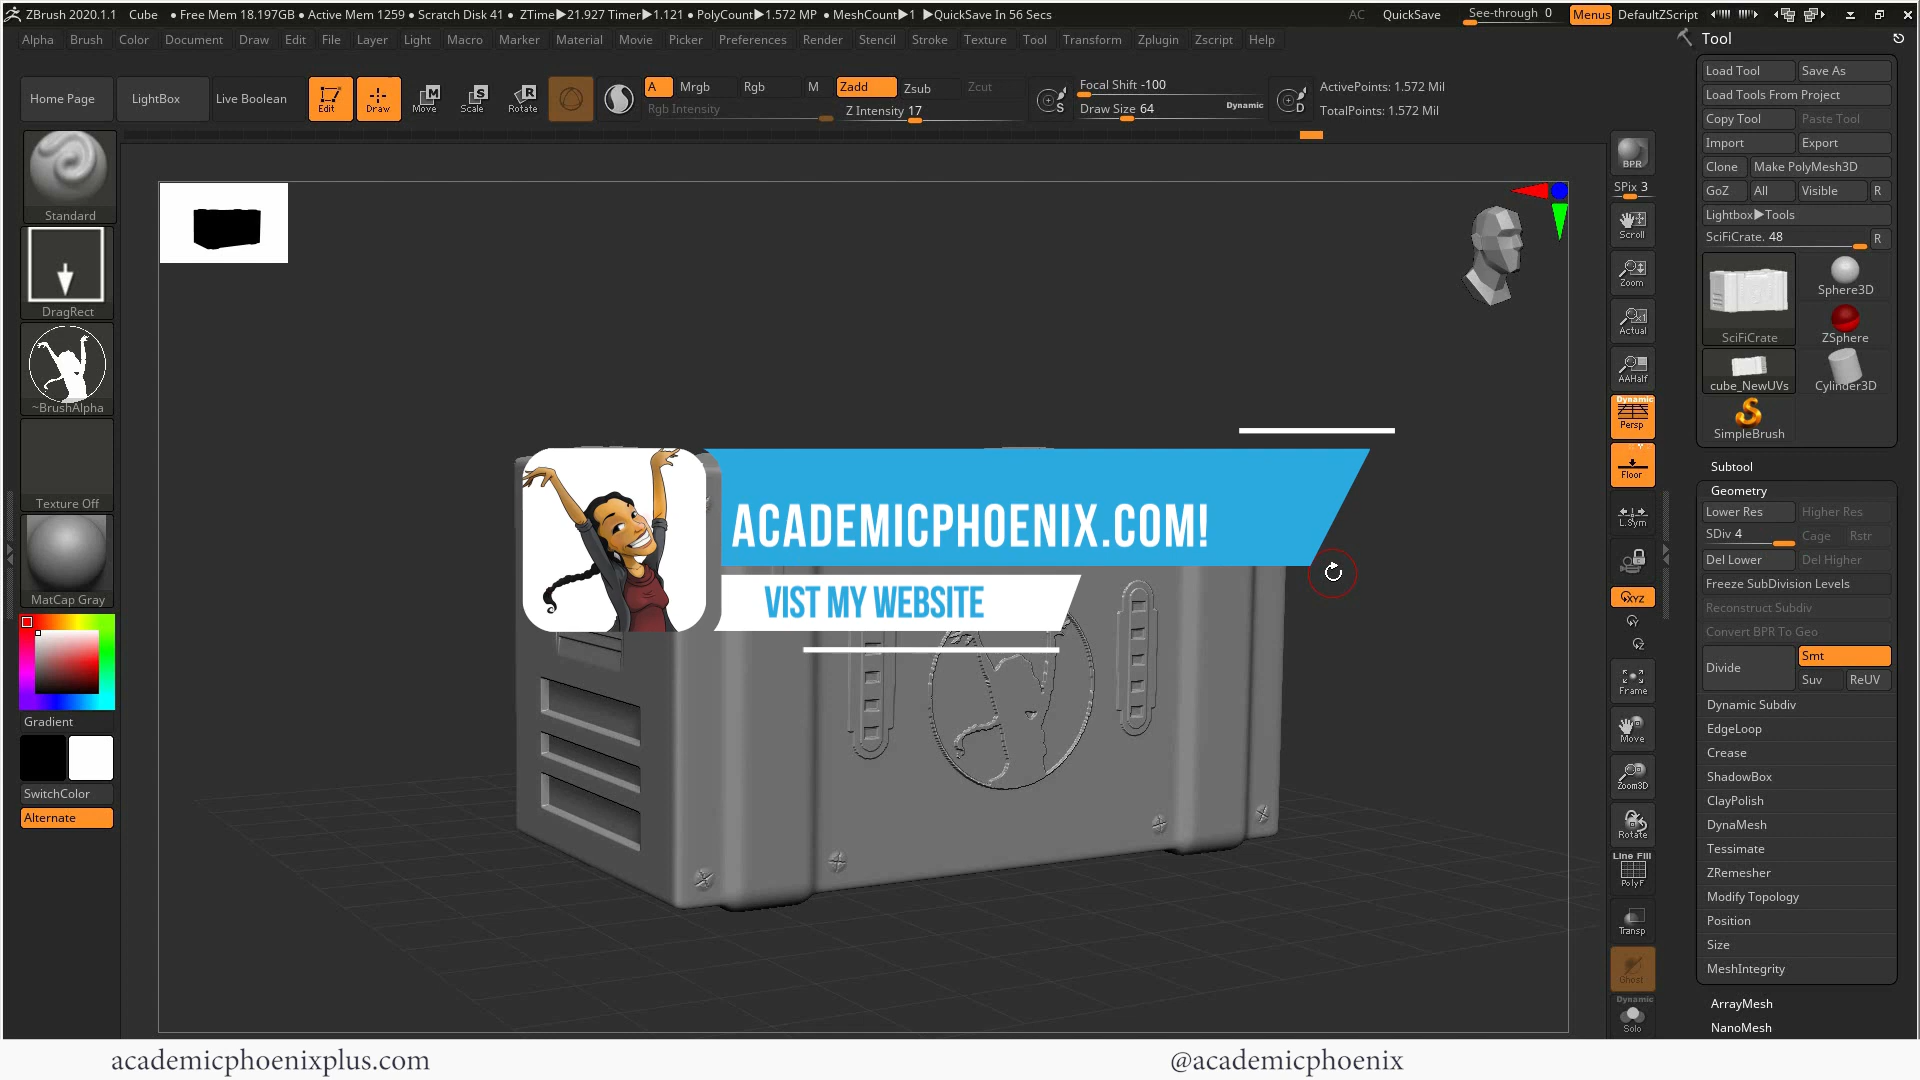 ZBrush 2020.1.1 Cube • Free Mem 18.197GB • Active Mem 1259 • Scratch Disk 41 • ZTime▶21.927 Timer▶1.121 • PolyCount▶1.572 MP • MeshCount▶1 ▶QuickSave In 56 Secs AC QuickSave See-through 0 Menus DefaultZScript
Alpha Brush Color Document Draw Edit File Layer Light Macro Marker Material Movie Picker Preferences Render Stencil Stroke Texture Tool Transform Zplugin Zscript Help
Home Page LightBox Live Boolean Edit Draw Move Scale Rotate
M S R
A Mrgb Rgb M Zadd Zsub Zcut
Rgb Intensity Z Intensity 17
S Focal Shift -100
Draw Size 64 Dynamic D
ActivePoints: 1.572 Mil
TotalPoints: 1.572 Mil
Standard
DragRect
~BrushAlpha
Texture Off
MatCap Gray
Gradient
SwitchColor
Alternate
ACADEMICPHOENIX.COM!
VIST MY WEBSITE
BPR
SPix 3
Scroll
Zoom
Actual
AAHalf
Dynamic
Persp
Floor
L.Sym
XYZ
Frame
Move
Zoom3D
Rotate
Line Fill
PolyF
Transp
Ghost
Dynamic
Solo
Tool
Load Tool Save As
Load Tools From Project
Copy Tool Paste Tool
Import Export
Clone Make PolyMesh3D
GoZ All Visible R
Lightbox▶Tools
SciFiCrate. 48 R
SciFiCrate Sphere3D
ZSphere
cube_NewUVs Cylinder3D
SimpleBrush
Subtool
Geometry
Lower Res Higher Res
SDiv 4 Cage Rstr
Del Lower Del Higher
Freeze SubDivision Levels
Reconstruct Subdiv
Convert BPR To Geo
Divide Smt
Suv ReUV
Dynamic Subdiv
EdgeLoop
Crease
ShadowBox
ClayPolish
DynaMesh
Tessimate
ZRemesher
Modify Topology
Position
Size
MeshIntegrity
ArrayMesh
NanoMesh
academicphoenixplus.com @academicphoenix